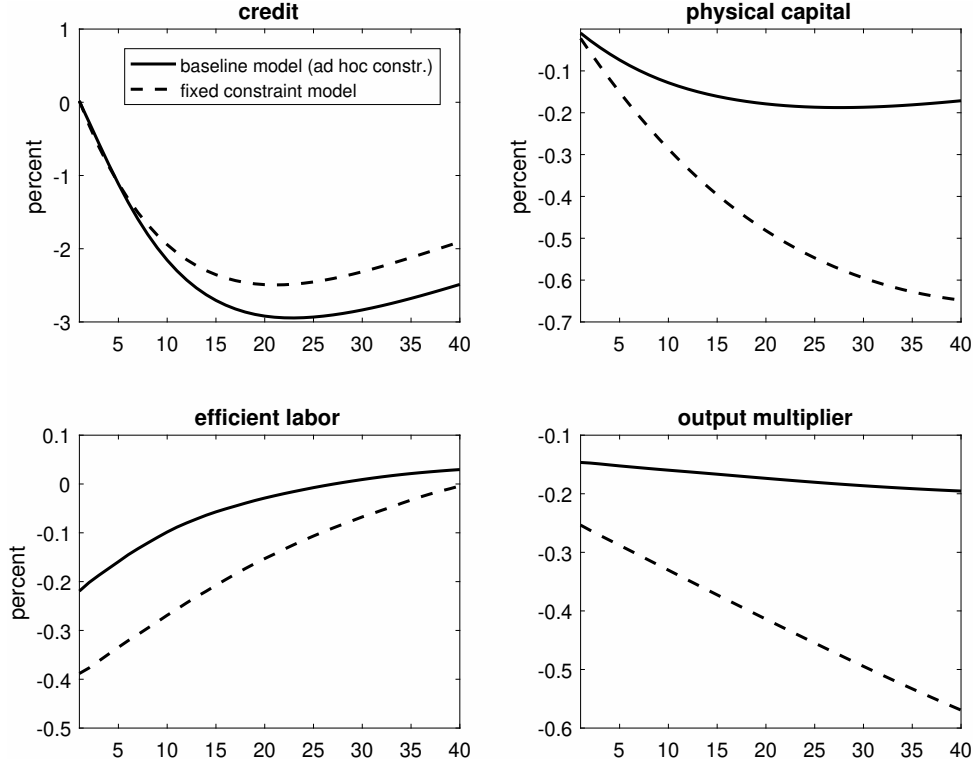 credit
1
0
-1
-2
-3
percent
baseline model (ad hoc constr.)
fixed constraint model
5 10 15 20 25 30 35 40
physical capital
-0.1
-0.2
-0.3
-0.4
-0.5
-0.6
-0.7
percent
5 10 15 20 25 30 35 40
efficient labor
0.1
0
-0.1
-0.2
-0.3
-0.4
-0.5
percent
5 10 15 20 25 30 35 40
output multiplier
-0.1
-0.2
-0.3
-0.4
-0.5
-0.6
5 10 15 20 25 30 35 40